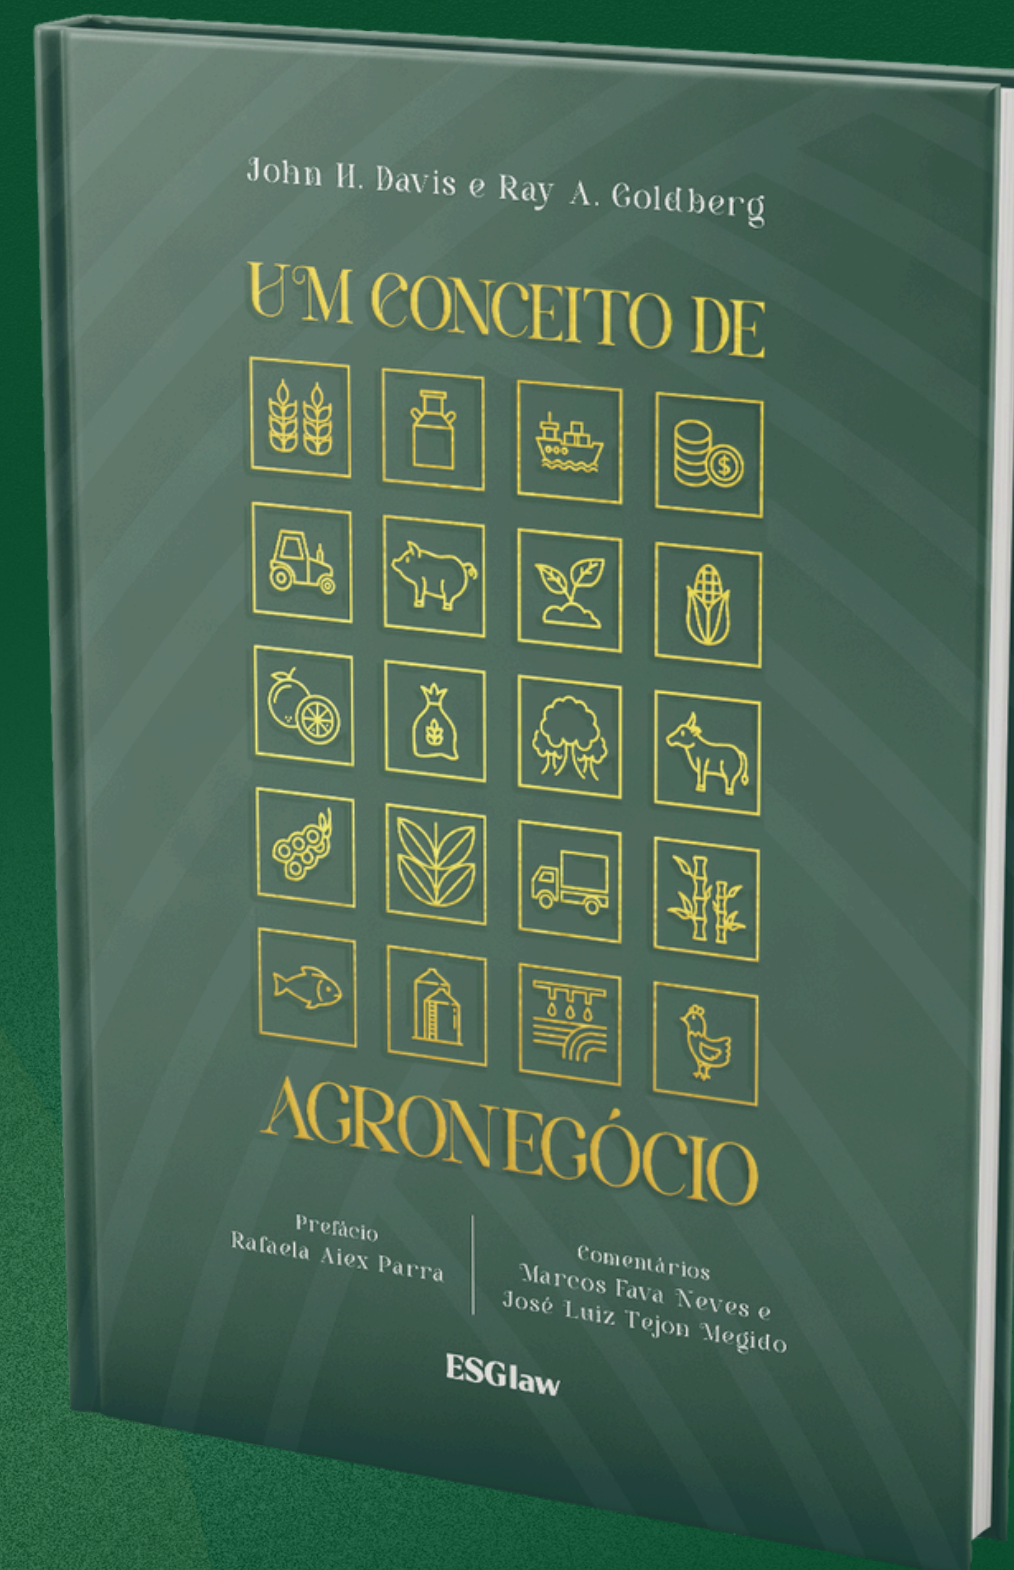 John H. Davis e Ray A. Goldberg
UM CONCEITO DE
$
AGRONEGÓCIO
Prefácio
Rafaela Aiex Parra
Comentários
Marcos Fava Neves e
José Luiz Tejon Megido
ESGlaw